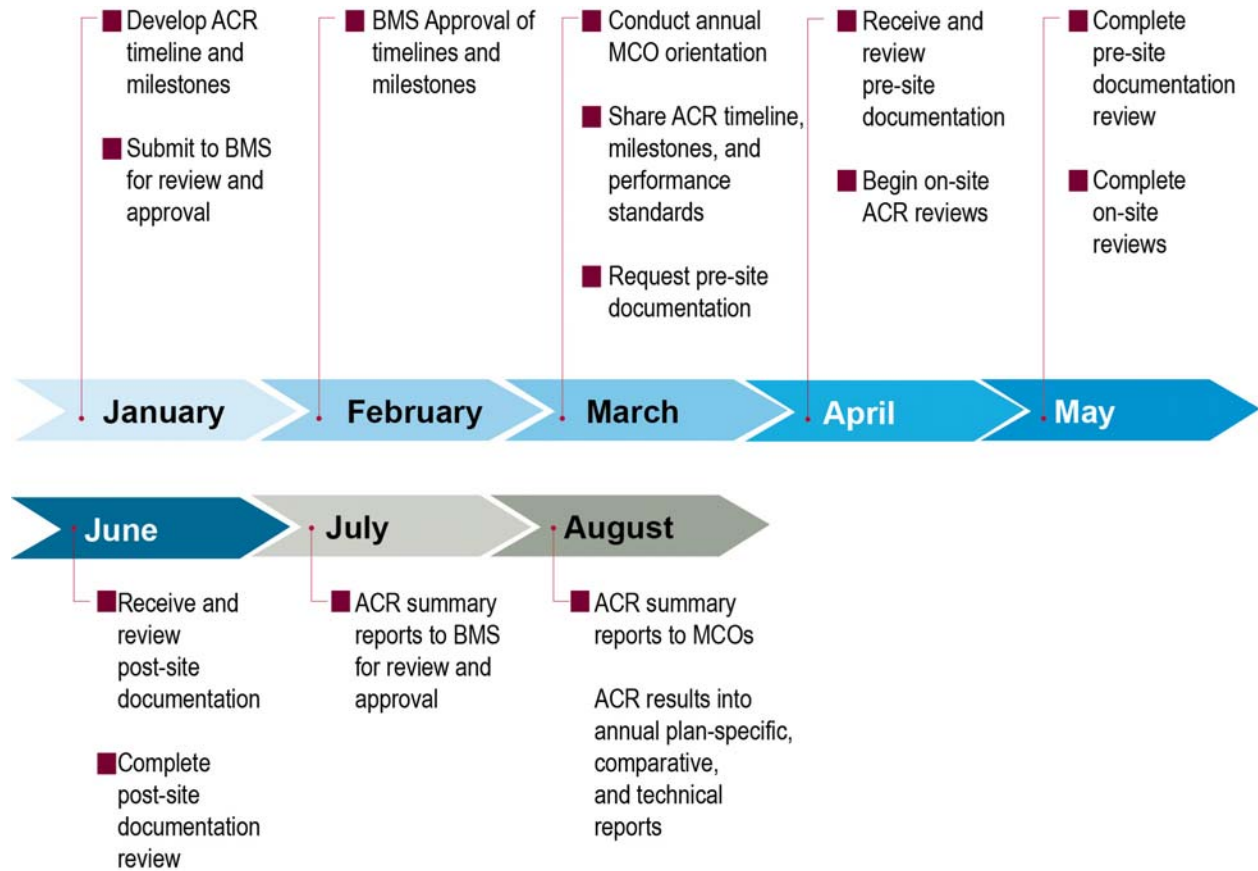 Develop ACR
timeline and
milestones
Submit to BMS
for review and
approval
BMS Approval of
timelines and
milestones
Conduct annual
MCO orientation
Share ACR timeline,
milestones, and
performance
standards
Request pre-site
documentation
Receive and
review
pre-site
documentation
Begin on-site
ACR reviews
Complete
pre-site
documentation
review
Complete
on-site
reviews
January
February
March
April
May
June
July
August
Receive and
review
post-site
documentation
Complete
post-site
documentation
review
ACR summary
reports to BMS
for review and
approval
ACR summary
reports to MCOs
ACR results into
annual plan-specific,
comparative,
and technical
reports